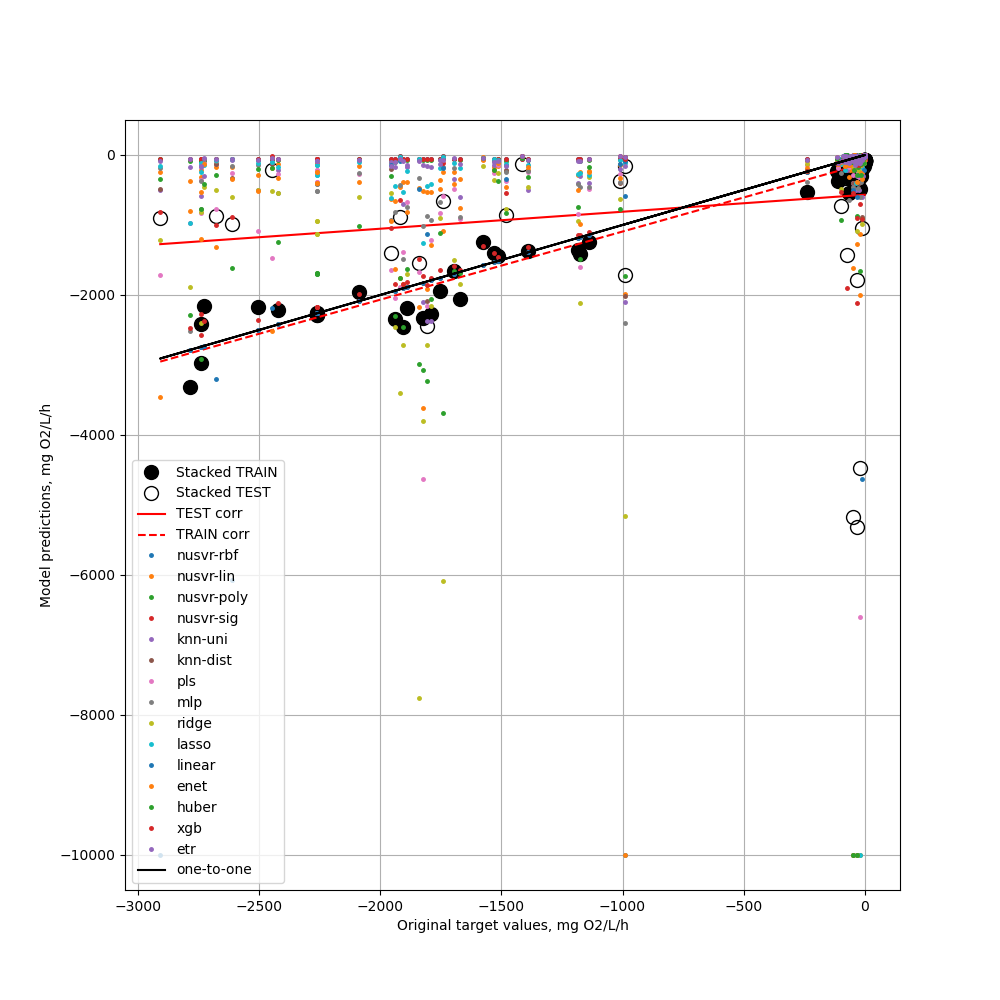 0
−2000
−4000
−6000
−8000
−10000
Model predictions, mg O2/L/h
Stacked TRAIN
Stacked TEST
TEST corr
TRAIN corr
nusvr-rbf
nusvr-lin
nusvr-poly
nusvr-sig
knn-uni
knn-dist
pls
mlp
ridge
lasso
linear
enet
huber
xgb
etr
one-to-one
−3000 −2500 −2000 −1500 −1000 −500 0
Original target values, mg O2/L/h